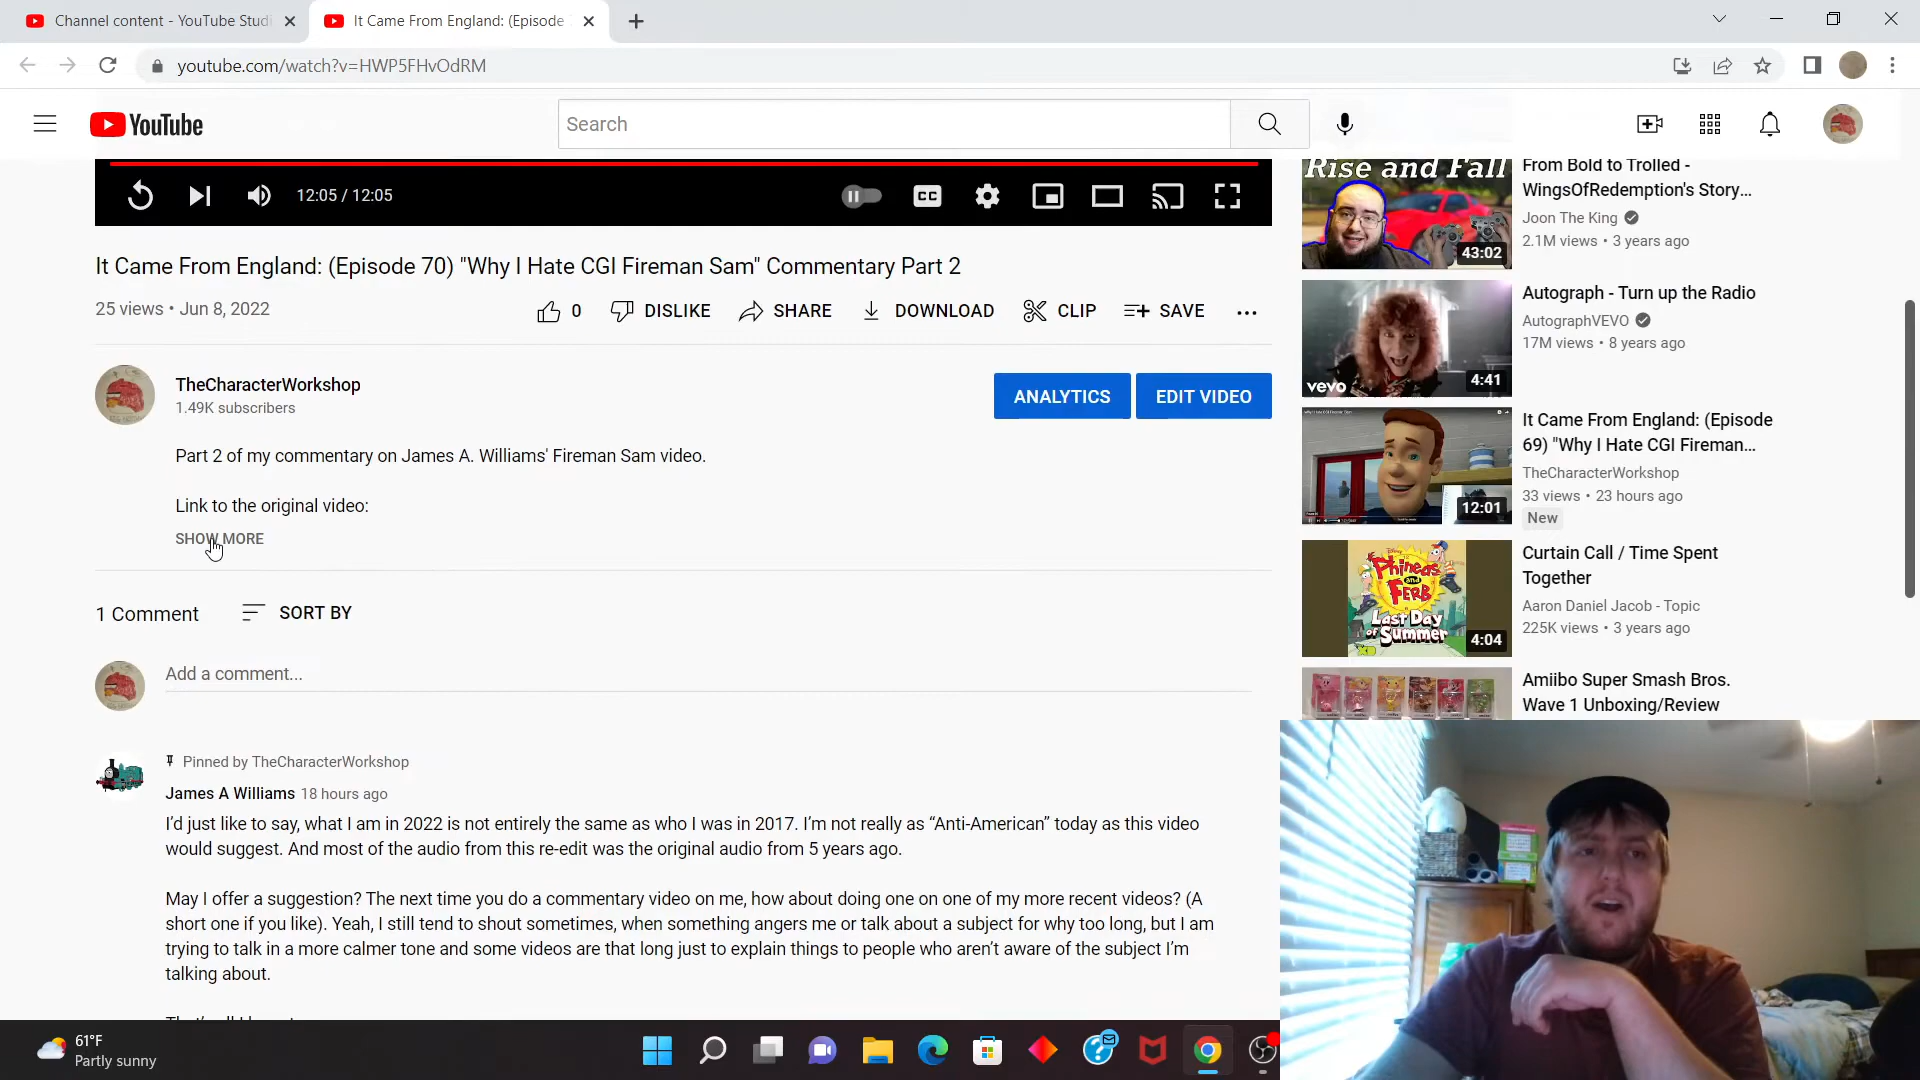 Channel content - YouTube Studi
It Came From England: (Episode
youtube.com/watch?v=HWP5FHvOdRM
YouTube
Search
12:05 / 12:05
CC
It Came From England: (Episode 70) "Why I Hate CGI Fireman Sam" Commentary Part 2
25 views • Jun 8, 2022
0
DISLIKE
SHARE
DOWNLOAD
CLIP
SAVE
TheCharacterWorkshop
1.49K subscribers
ANALYTICS
EDIT VIDEO
Part 2 of my commentary on James A. Williams' Fireman Sam video.
Link to the original video:
SHOW MORE
1 Comment
SORT BY
Add a comment...
Pinned by TheCharacterWorkshop
James A Williams 18 hours ago
I'd just like to say, what I am in 2022 is not entirely the same as who I was in 2017. I'm not really as “Anti-American” today as this video
would suggest. And most of the audio from this re-edit was the original audio from 5 years ago.
May I offer a suggestion? The next time you do a commentary video on me, how about doing one on one of my more recent videos? (A
short one if you like). Yeah, I still tend to shout sometimes, when something angers me or talk about a subject for why too long, but I am
trying to talk in a more calmer tone and some videos are that long just to explain things to people who aren't aware of the subject I'm
talking about.
Rise and Fall
43:02
From Bold to Trolled -
WingsOfRedemption's Story...
Joon The King
2.1M views • 3 years ago
vevo
4:41
Autograph - Turn up the Radio
AutographVEVO
17M views • 8 years ago
12:01
It Came From England: (Episode
69) "Why I Hate CGI Fireman...
TheCharacterWorkshop
33 views • 23 hours ago
New
Phineas
and
FERB
Last Day
of Summer
4:04
Curtain Call / Time Spent
Together
Aaron Daniel Jacob - Topic
225K views • 3 years ago
Amiibo Super Smash Bros.
Wave 1 Unboxing/Review
61°F
Partly sunny